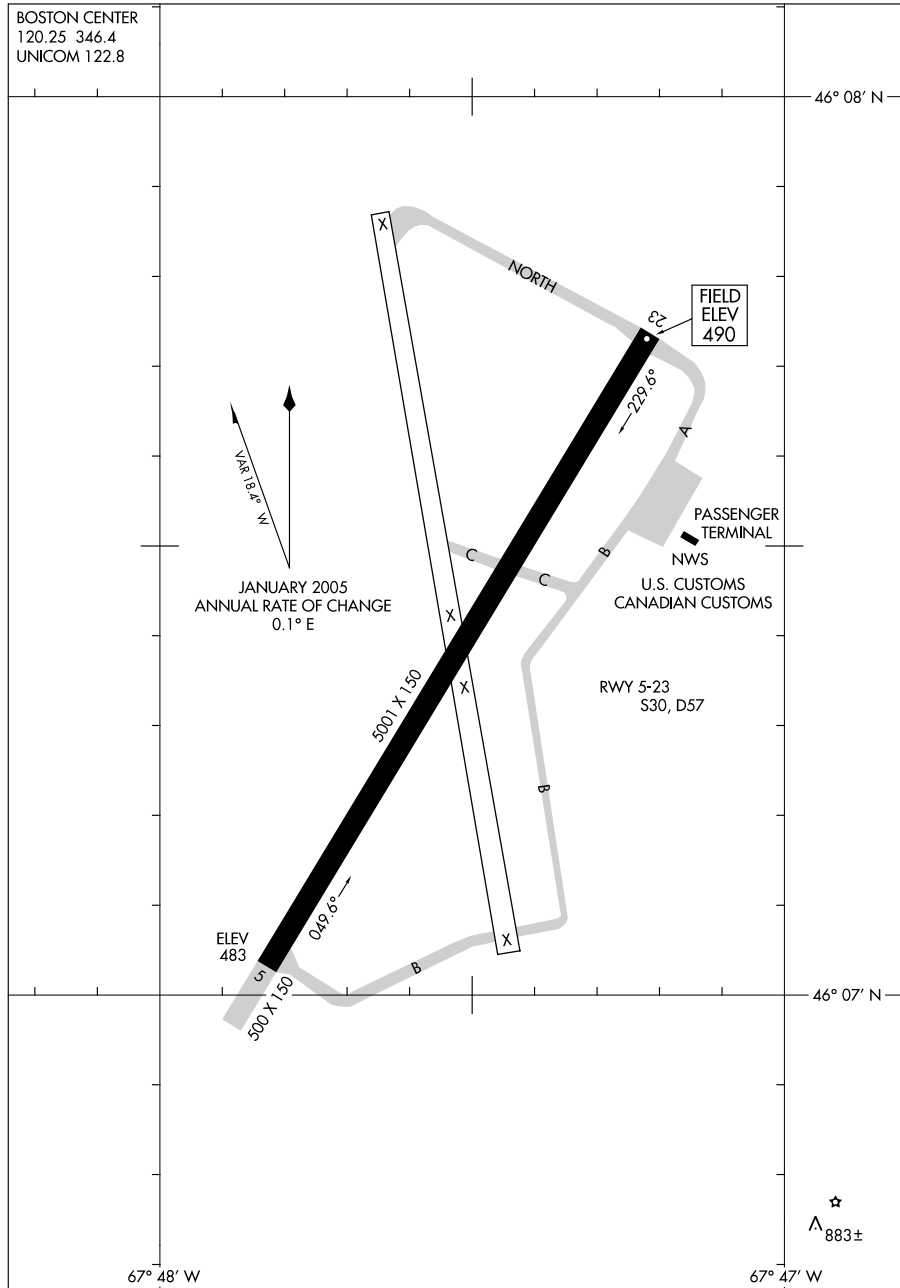 BOSTON CENTER
120.25 346.4
UNICOM 122.8
46° 08' N
X
NORTH
23
FIELD
ELEV
490
229.6°
A
VAR 18.4° W
PASSENGER
TERMINAL
NWS
U.S. CUSTOMS
CANADIAN CUSTOMS
C
C
B
JANUARY 2005
ANNUAL RATE OF CHANGE
0.1° E
X
X
RWY 5-23
S30, D57
5001 X 150
B
049.6°
ELEV
483
X
B
5
500 X 150
46° 07' N
883±
67° 48' W
67° 47' W